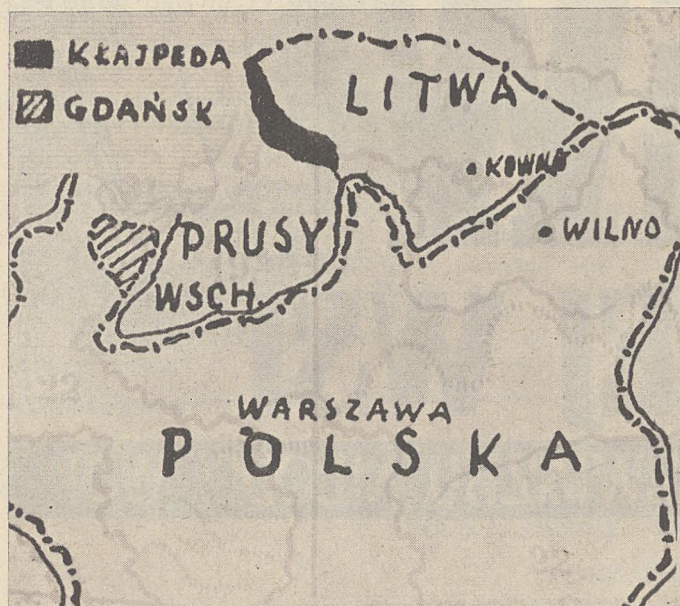 KŁAJPEDA
GDAŃSK
LITWA
KOWNO
WILNO
PRUSY
WSCH.
WARSZAWA
POLSKA